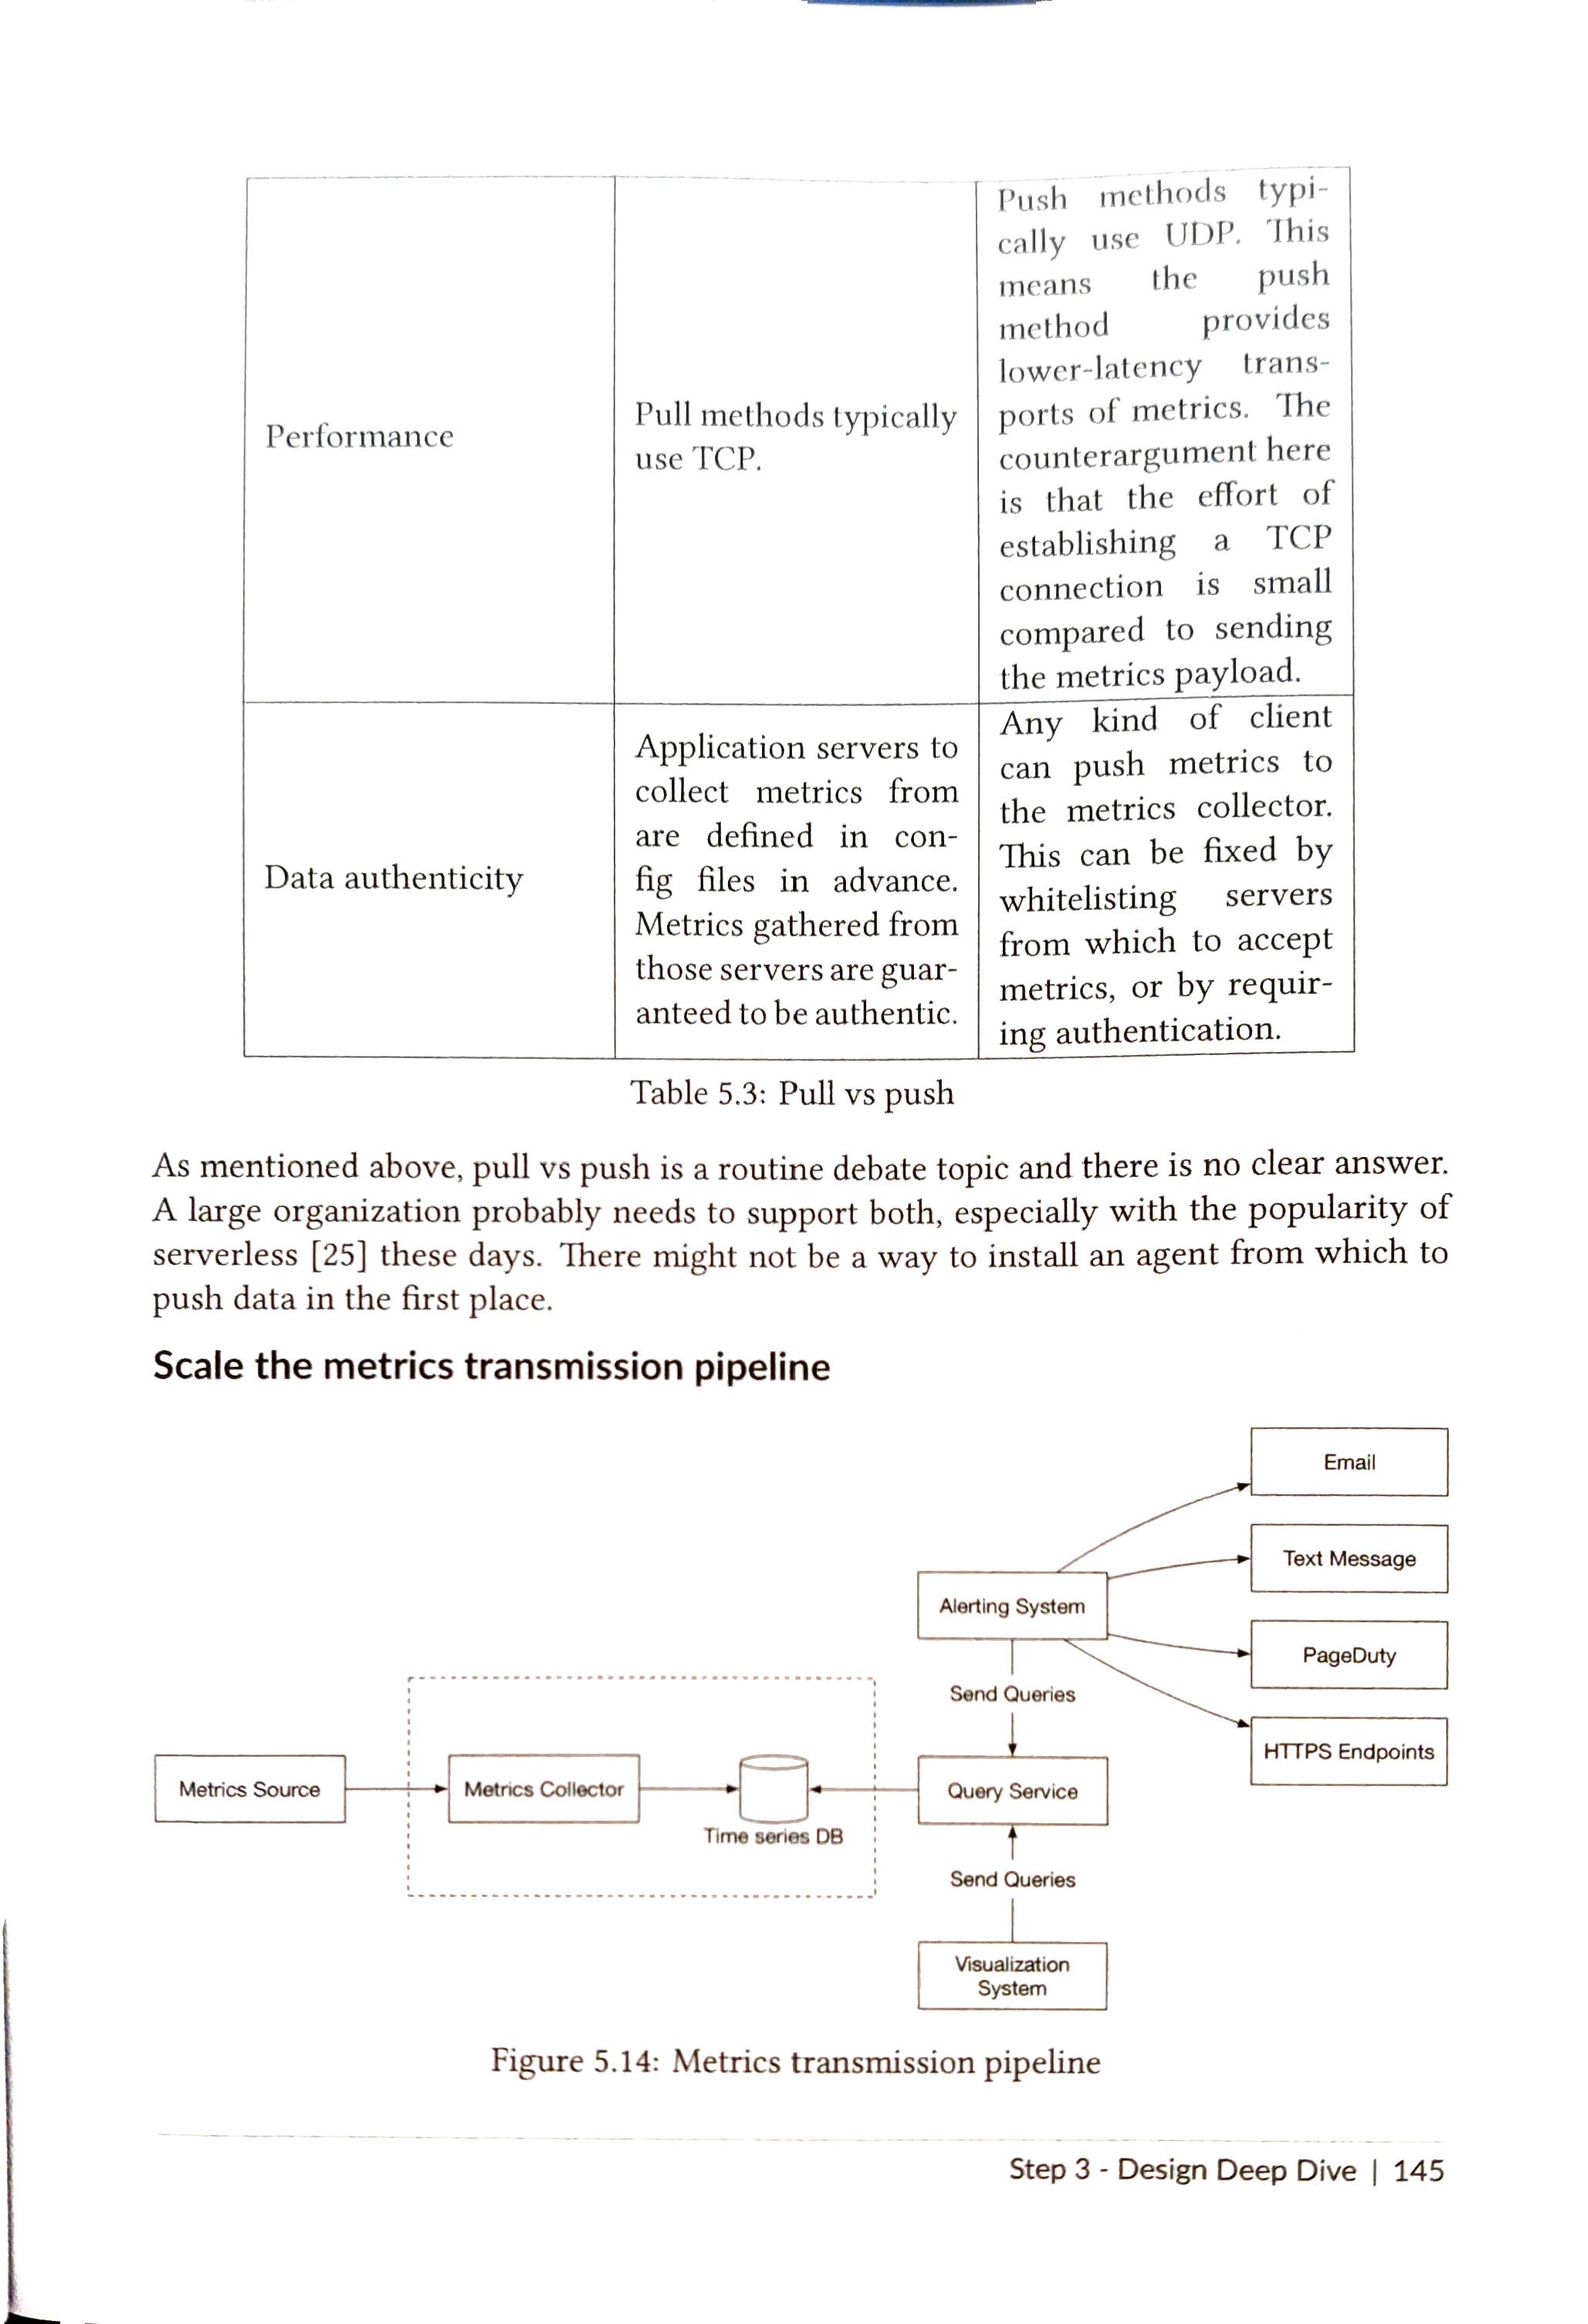 Performance
Pull methods typically
use TCP.
Push methods typi-
cally use UDP. This
means the push
method provides
lower-latency trans-
ports of metrics. The
counterargument here
is that the effort of
establishing a TCP
connection is small
compared to sending
the metrics payload.
Data authenticity
Application servers to
collect metrics from
are defined in con-
fig files in advance.
Metrics gathered from
those servers are guar-
anteed to be authentic.
Any kind of client
can push metrics to
the metrics collector.
This can be fixed by
whitelisting servers
from which to accept
metrics, or by requir-
ing authentication.
Table 5.3: Pull vs push
As mentioned above, pull vs push is a routine debate topic and there is no clear answer.
A large organization probably needs to support both, especially with the popularity of
serverless [25] these days. There might not be a way to install an agent from which to
push data in the first place.
Scale the metrics transmission pipeline
Email
Text Message
Alerting System
PageDuty
Send Queries
HTTPS Endpoints
Metrics Source
Metrics Collector
Query Service
Time series DB
Send Queries
Visualization
System
Figure 5.14: Metrics transmission pipeline
Step 3 - Design Deep Dive | 145